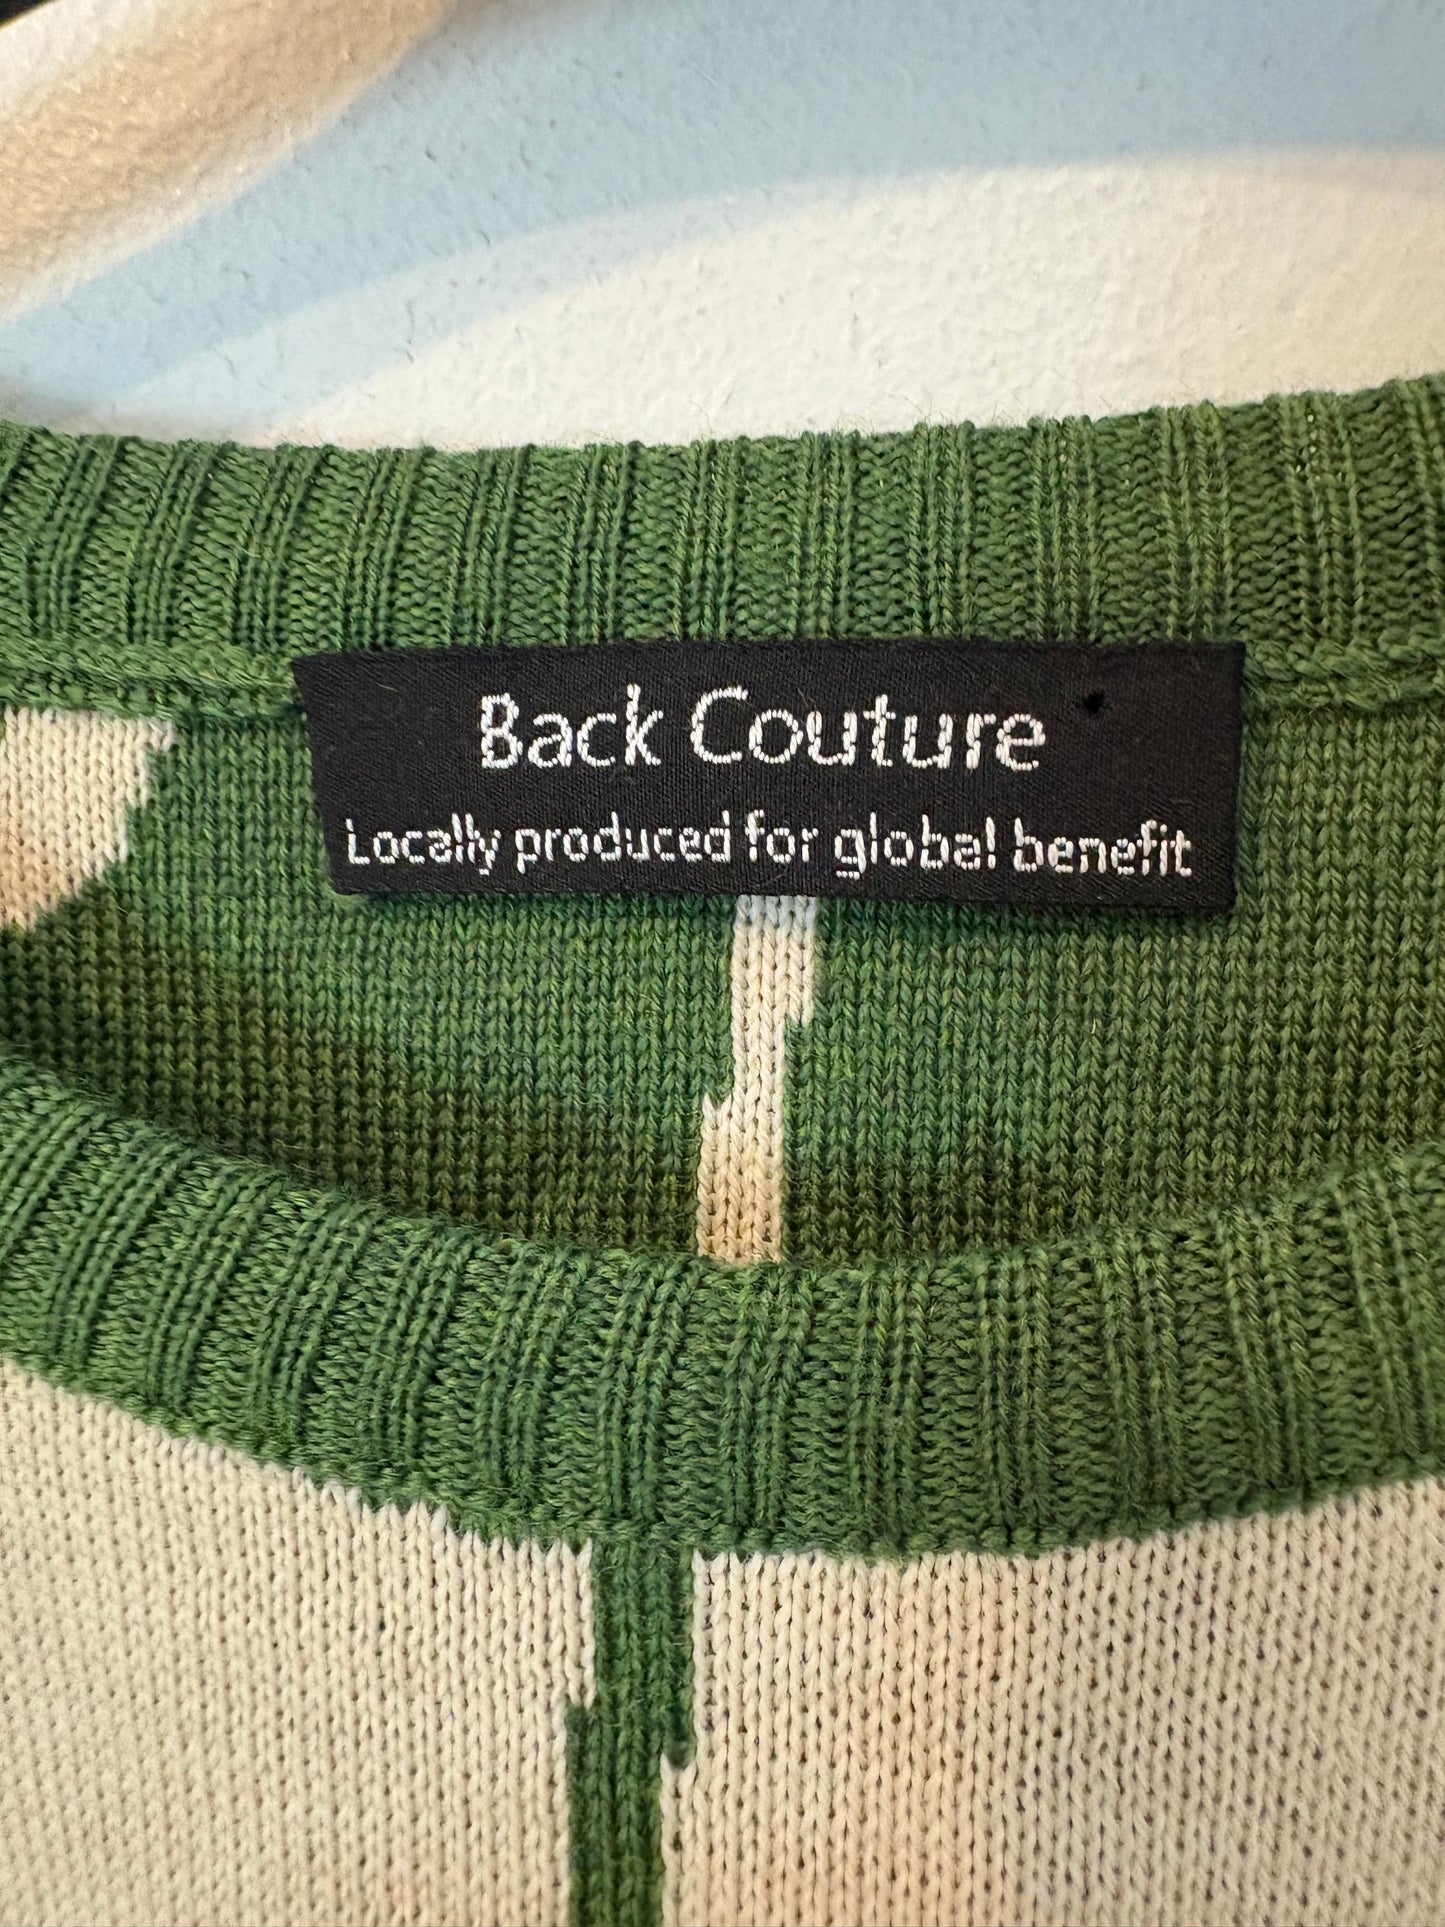 Back Couture
Locally produced for global benefit